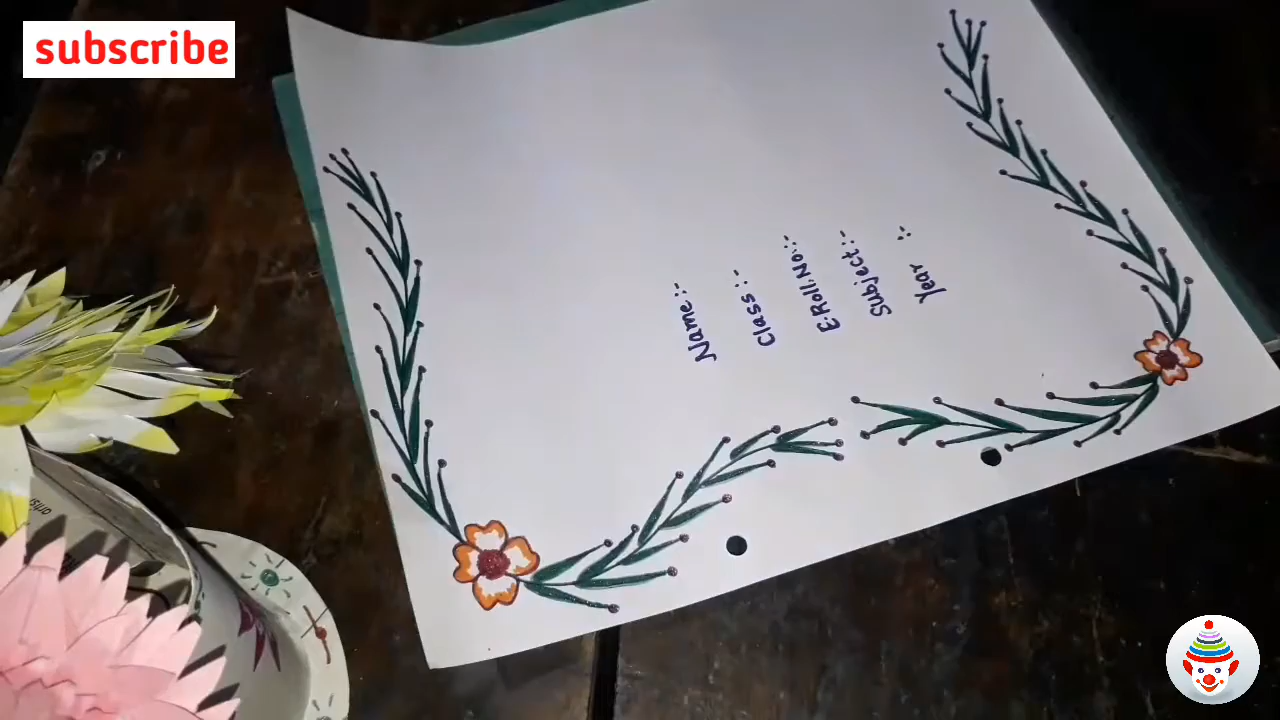 subscribe
Name:-
Class:-
E.Roll.No:-
Subject:-
Year :-